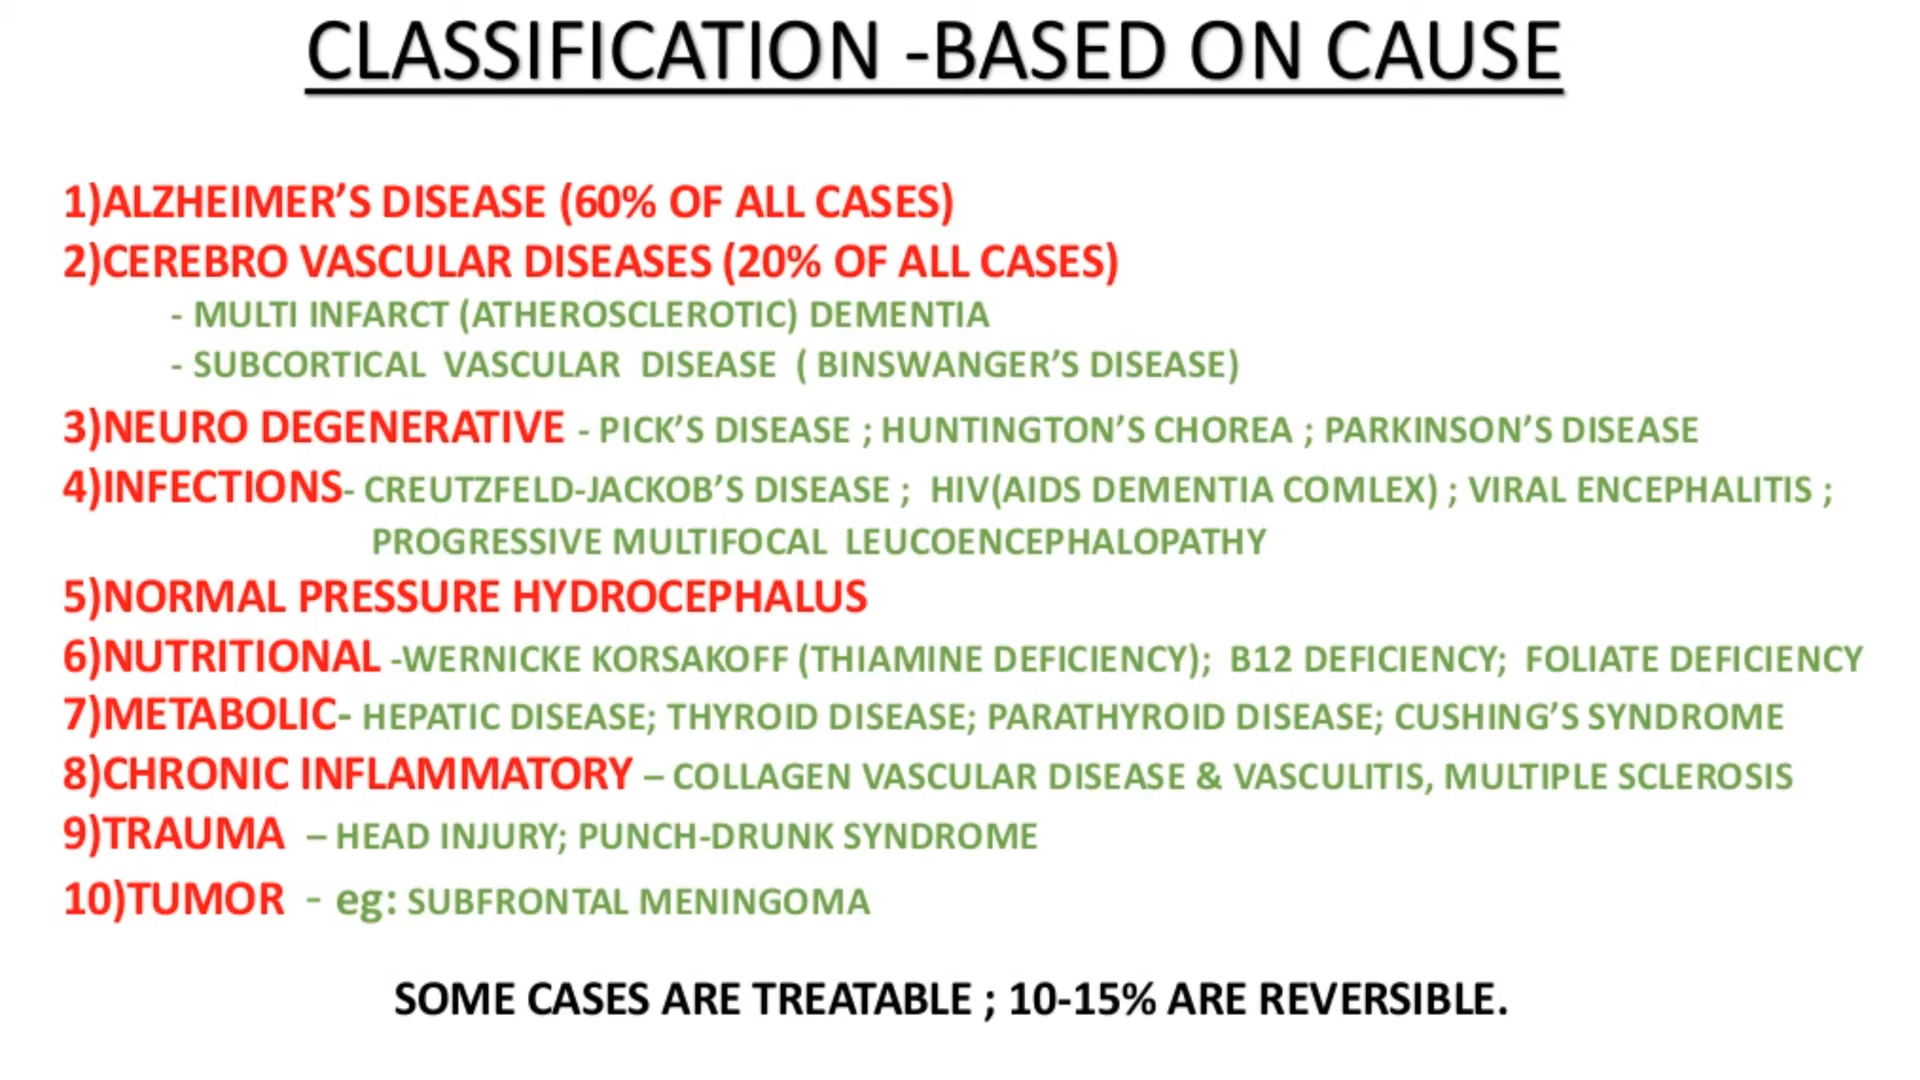 CLASSIFICATION -BASED ON CAUSE
1)ALZHEIMER’S DISEASE (60% OF ALL CASES)
2)CEREBRO VASCULAR DISEASES (20% OF ALL CASES)
- MULTI INFARCT (ATHEROSCLEROTIC) DEMENTIA
- SUBCORTICAL VASCULAR DISEASE ( BINSWANGER’S DISEASE)
3)NEURO DEGENERATIVE - PICK’S DISEASE ; HUNTINGTON’S CHOREA ; PARKINSON’S DISEASE
4)INFECTIONS- CREUTZFELD-JACKOB’S DISEASE ; HIV(AIDS DEMENTIA COMLEX) ; VIRAL ENCEPHALITIS ;
PROGRESSIVE MULTIFOCAL LEUCOENCEPHALOPATHY
5)NORMAL PRESSURE HYDROCEPHALUS
6)NUTRITIONAL -WERNICKE KORSAKOFF (THIAMINE DEFICIENCY); B12 DEFICIENCY; FOLIATE DEFICIENCY
7)METABOLIC- HEPATIC DISEASE; THYROID DISEASE; PARATHYROID DISEASE; CUSHING’S SYNDROME
8)CHRONIC INFLAMMATORY – COLLAGEN VASCULAR DISEASE & VASCULITIS, MULTIPLE SCLEROSIS
9)TRAUMA – HEAD INJURY; PUNCH-DRUNK SYNDROME
10)TUMOR - eg: SUBFRONTAL MENINGOMA
SOME CASES ARE TREATABLE ; 10-15% ARE REVERSIBLE.